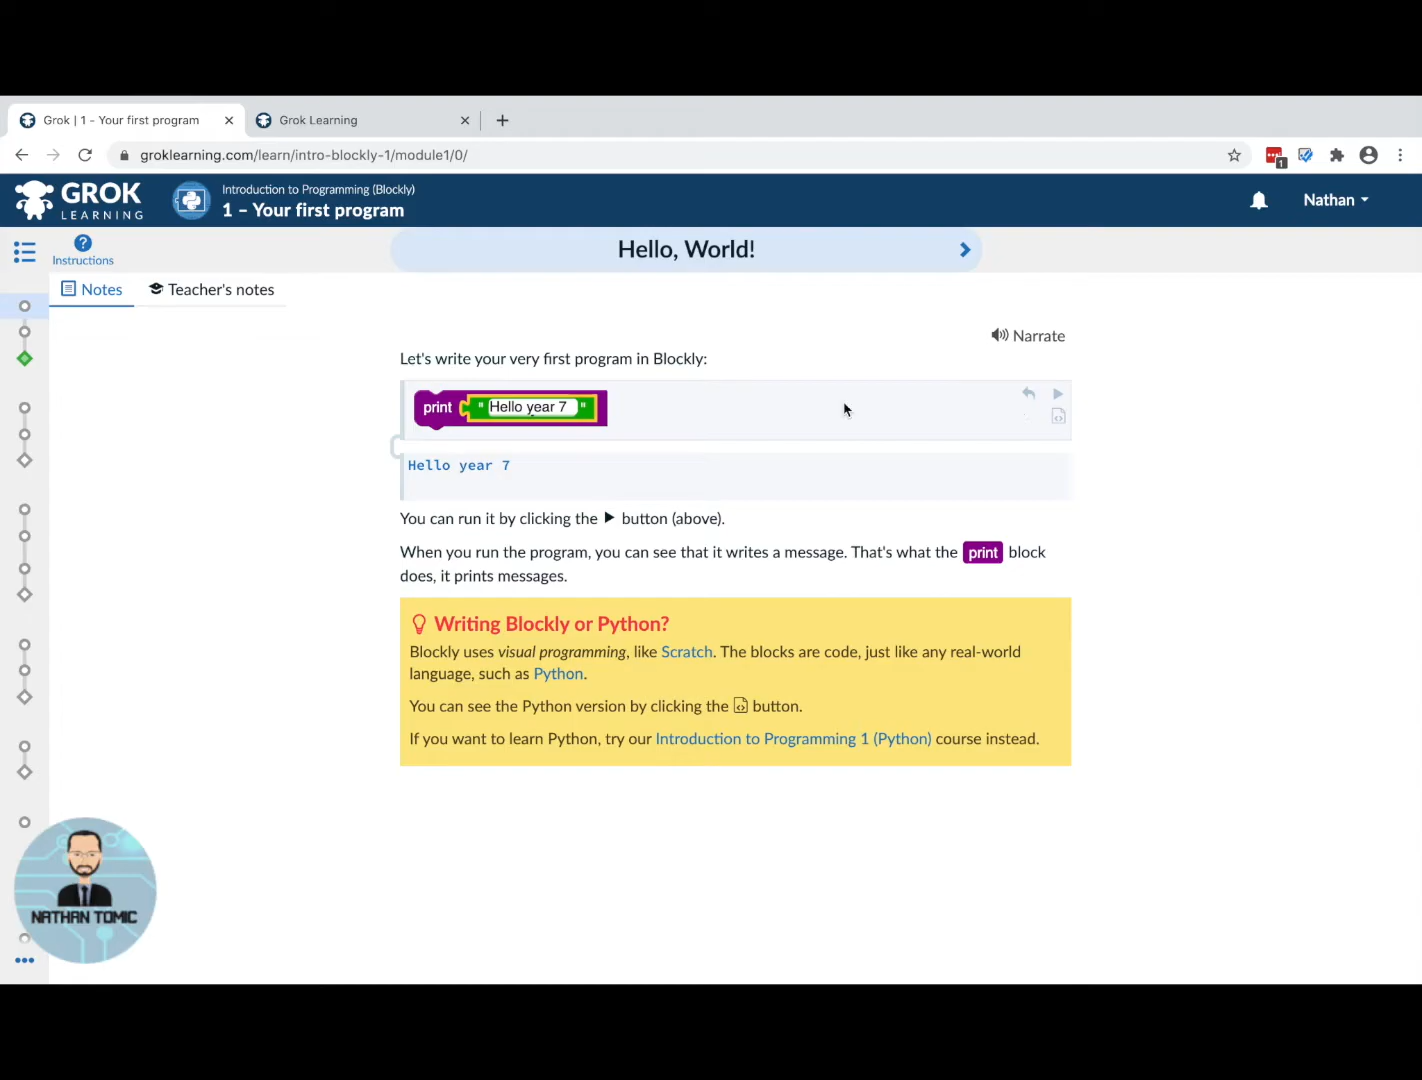 Grok | 1 - Your first program
Grok Learning
groklearning.com/learn/intro-blockly-1/module1/0/
1
GROK
LEARNING
Introduction to Programming (Blockly)
1 – Your first program
Nathan
Instructions
Hello, World!
Notes
Teacher's notes
Narrate
Let's write your very first program in Blockly:
print " Hello year 7 "
Hello year 7
You can run it by clicking the button (above).
When you run the program, you can see that it writes a message. That's what the print block
does, it prints messages.
Writing Blockly or Python?
Blockly uses visual programming, like Scratch. The blocks are code, just like any real-world
language, such as Python.
You can see the Python version by clicking the button.
If you want to learn Python, try our Introduction to Programming 1 (Python) course instead.
NATHAN TOMIC